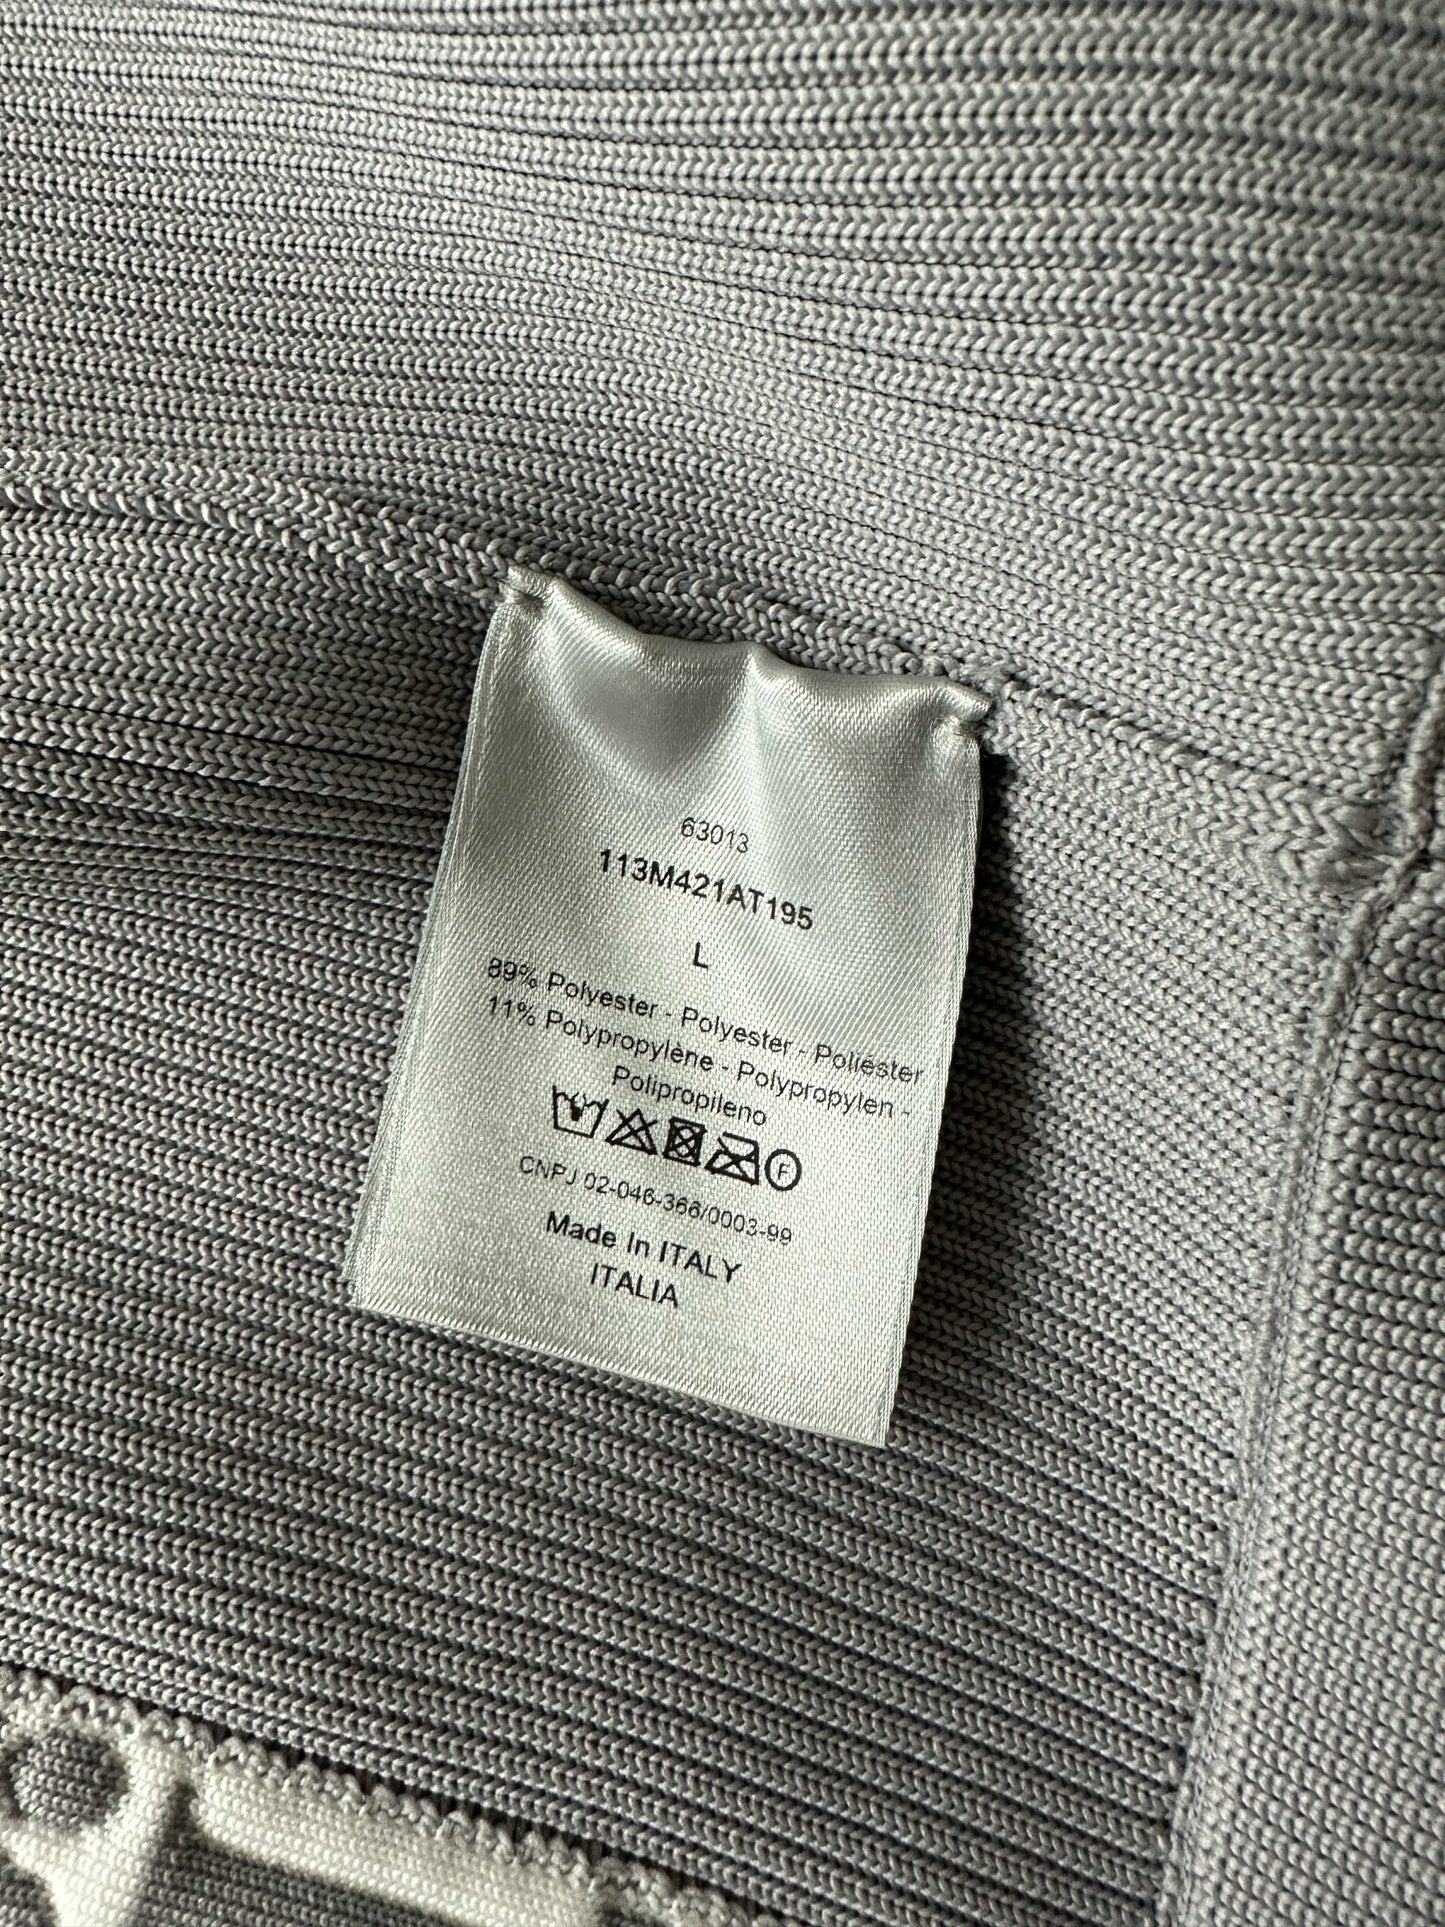 63013
113M421AT195
L
89% Polyester - Polyester - Poliéster
11% Polypropylène - Polypropylen -
Polipropileno
F
CNPJ 02-046-366/0003-99
Made In ITALY
ITALIA